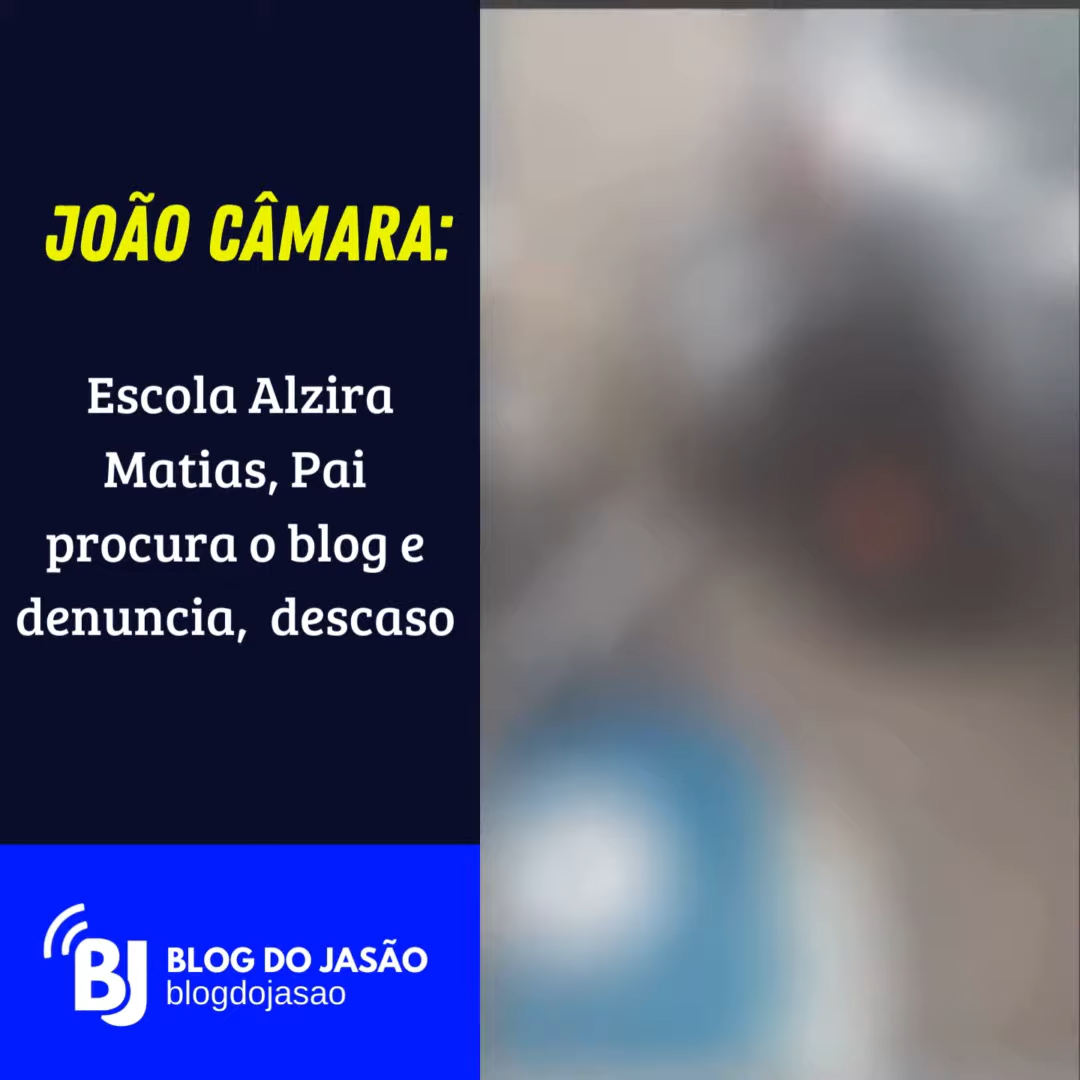 JOÃO CÂMARA:
Escola Alzira
Matias, Pai
procura o blog e
denuncia, descaso
BJ
BLOG DO JASÃO
blogdojasao